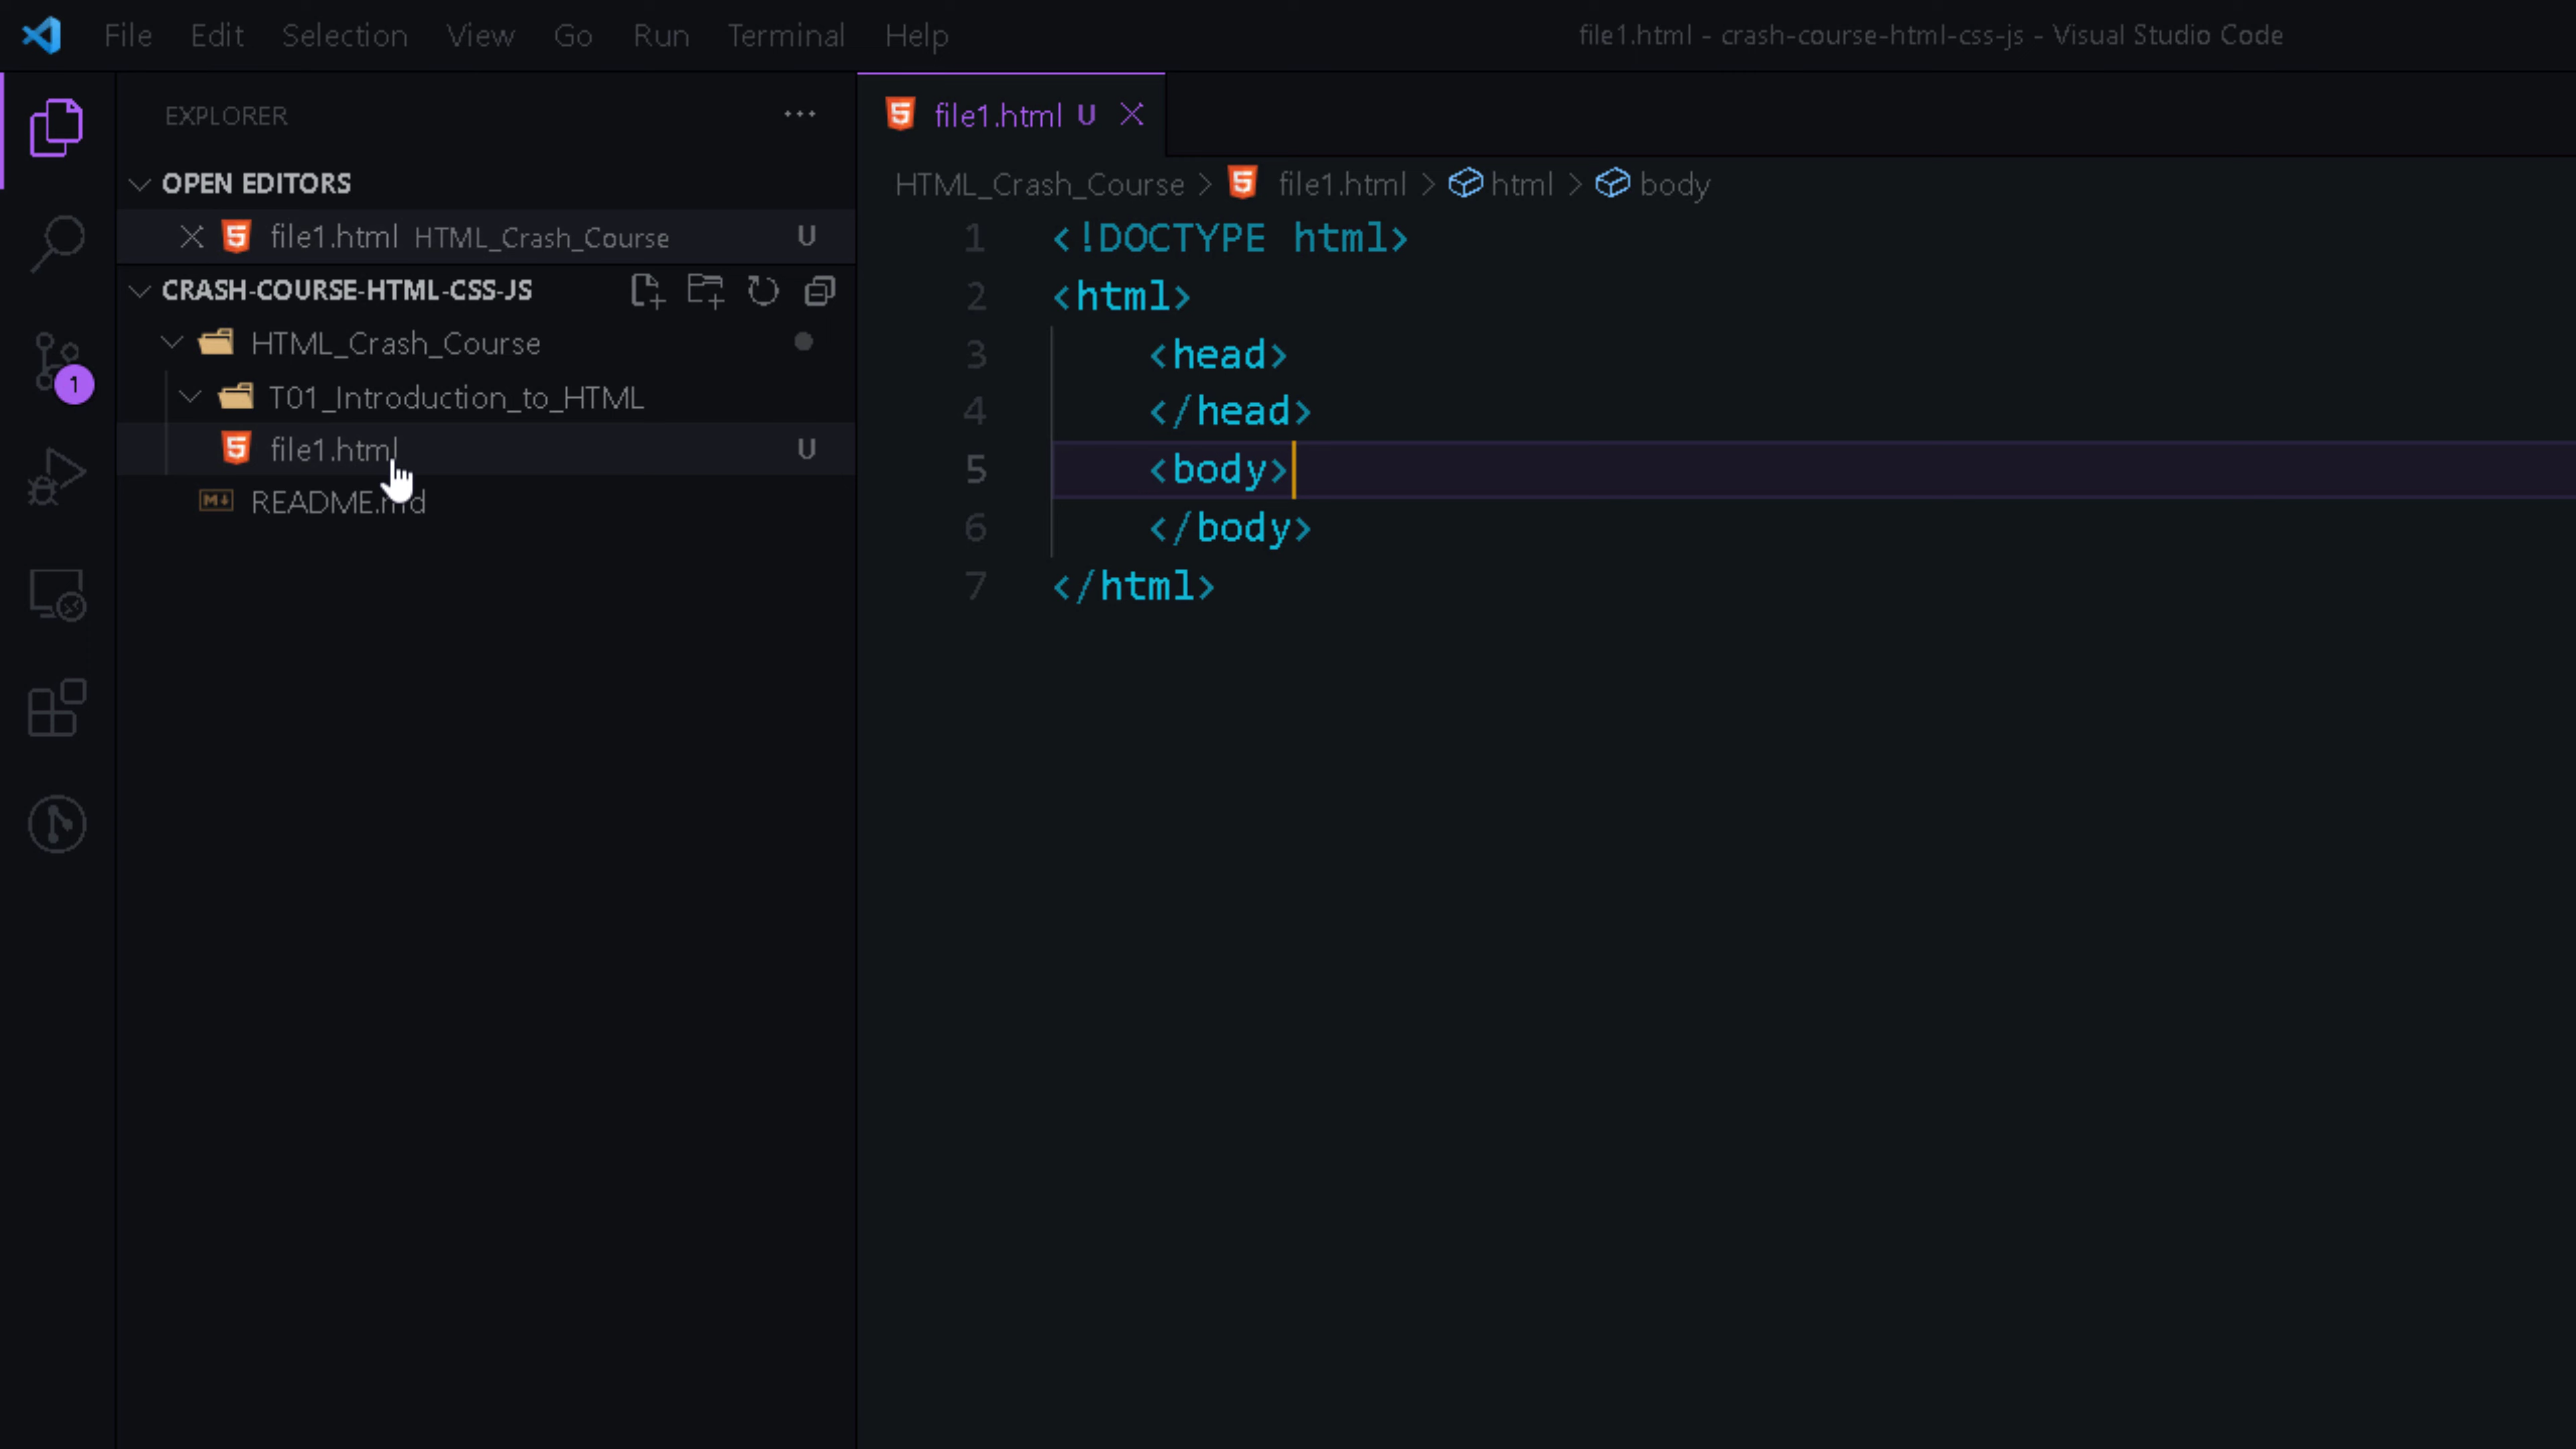 File Edit Selection View Go Run Terminal Help
file1.html - crash-course-html-css-js - Visual Studio Code
EXPLORER
OPEN EDITORS
file1.html HTML_Crash_Course U
CRASH-COURSE-HTML-CSS-JS
HTML_Crash_Course
T01_Introduction_to_HTML
file1.html U
README.md
1
file1.html U
HTML_Crash_Course > file1.html > html > body
1 <!DOCTYPE html>
2 <html>
3 <head>
4 </head>
5 <body>
6 </body>
7 </html>